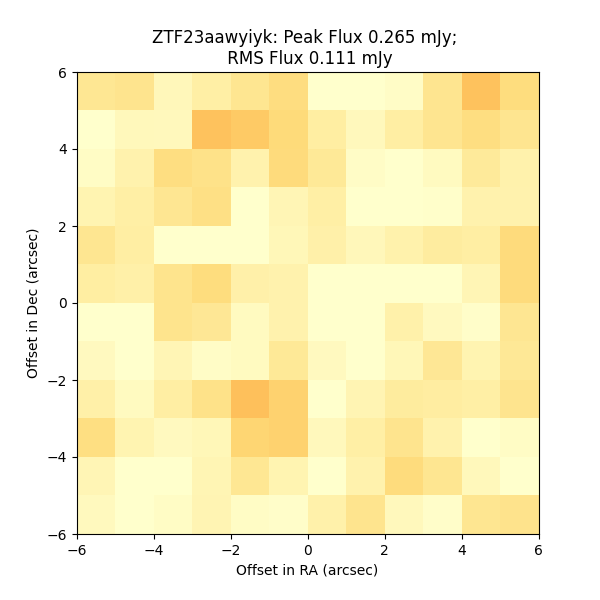 ZTF23aawyiyk: Peak Flux 0.265 mJy;
RMS Flux 0.111 mJy
6
4
2
0
−2
−4
−6
Offset in Dec (arcsec)
−6 −4 −2 0 2 4 6
Offset in RA (arcsec)